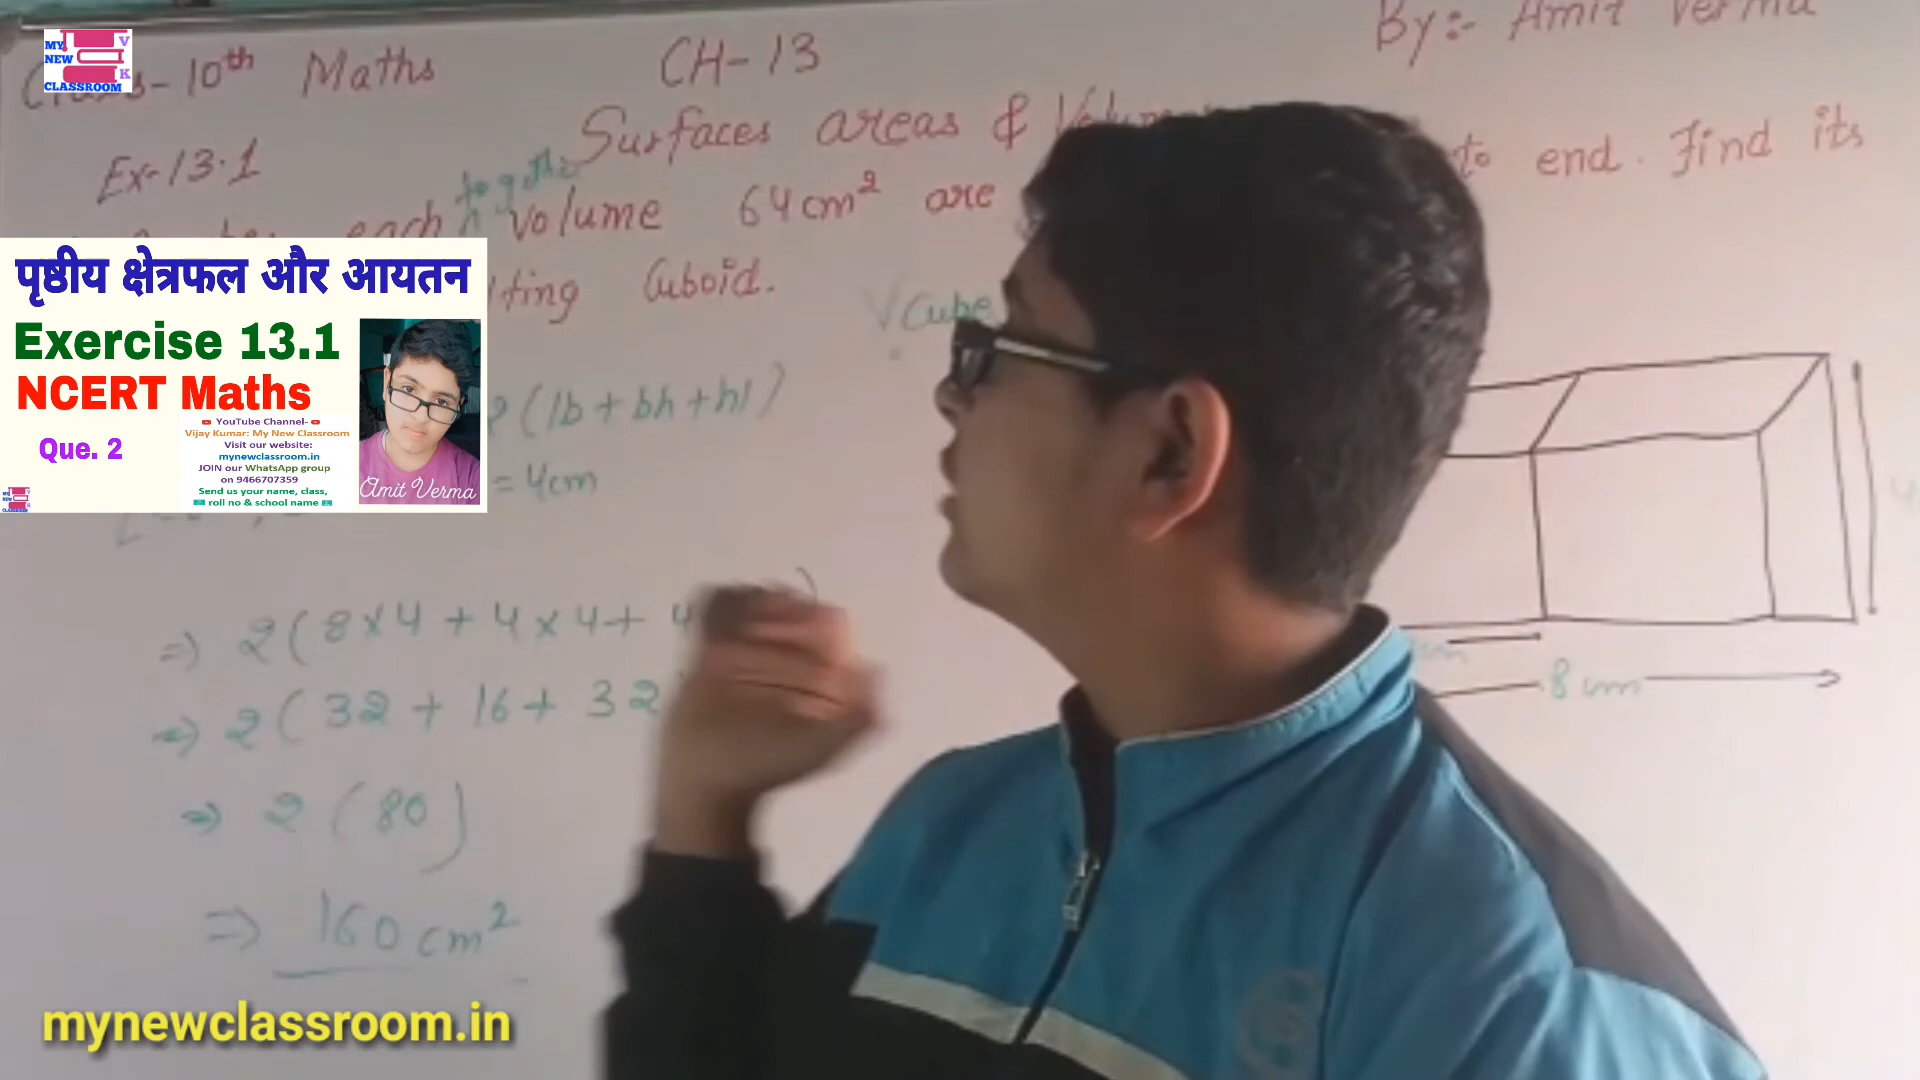 MY
NEW
CLASSROOM
V
K
Class-10th Maths
CH-13
By:- Amit Verma
Surfaces areas &
Ex-13.1
together
each volume 64cm² are
to end. Find its
Cuboid.
V Cube
पृष्ठीय क्षेत्रफल और आयतन
Exercise 13.1
NCERT Maths
Que. 2
YouTube Channel-
Vijay Kumar: My New Classroom
Visit our website:
mynewclassroom.in
JOIN our WhatsApp group
on 9466707359
Send us your name, class,
roll no & school name
Amit Verma
2(lb+bh+hl)
= 4cm
⇒ 2(8×4 + 4×4 + 4
⇒ 2(32 + 16 + 32
⇒ 2(80)
⇒ 160 cm²
8 cm
mynewclassroom.in